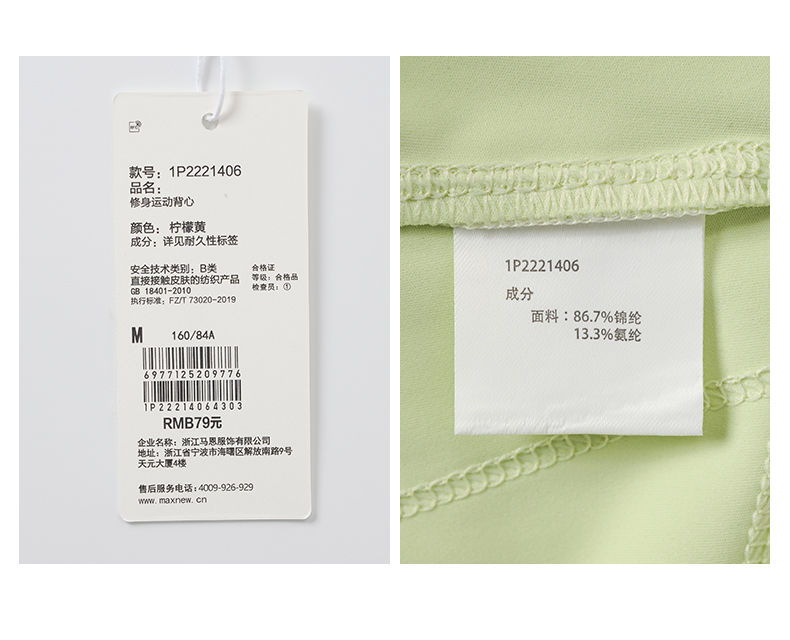 款号：1P2221406
品名：
修身运动背心
颜色：柠檬黄
成分：详见耐久性标签
安全技术类别：B类
直接接触皮肤的纺织产品
GB 18401-2010
执行标准：FZ/T 73020-2019
合格证
等级：合格品
检查员：①
M 160/84A
6977125209776
1P22214064303
RMB79元
企业名称：浙江马恩服饰有限公司
地址：浙江省宁波市海曙区解放南路9号
天元大厦4楼
售后服务电话：4009-926-929
www.maxnew.cn
1P2221406
成分
面料：86.7%锦纶
13.3%氨纶